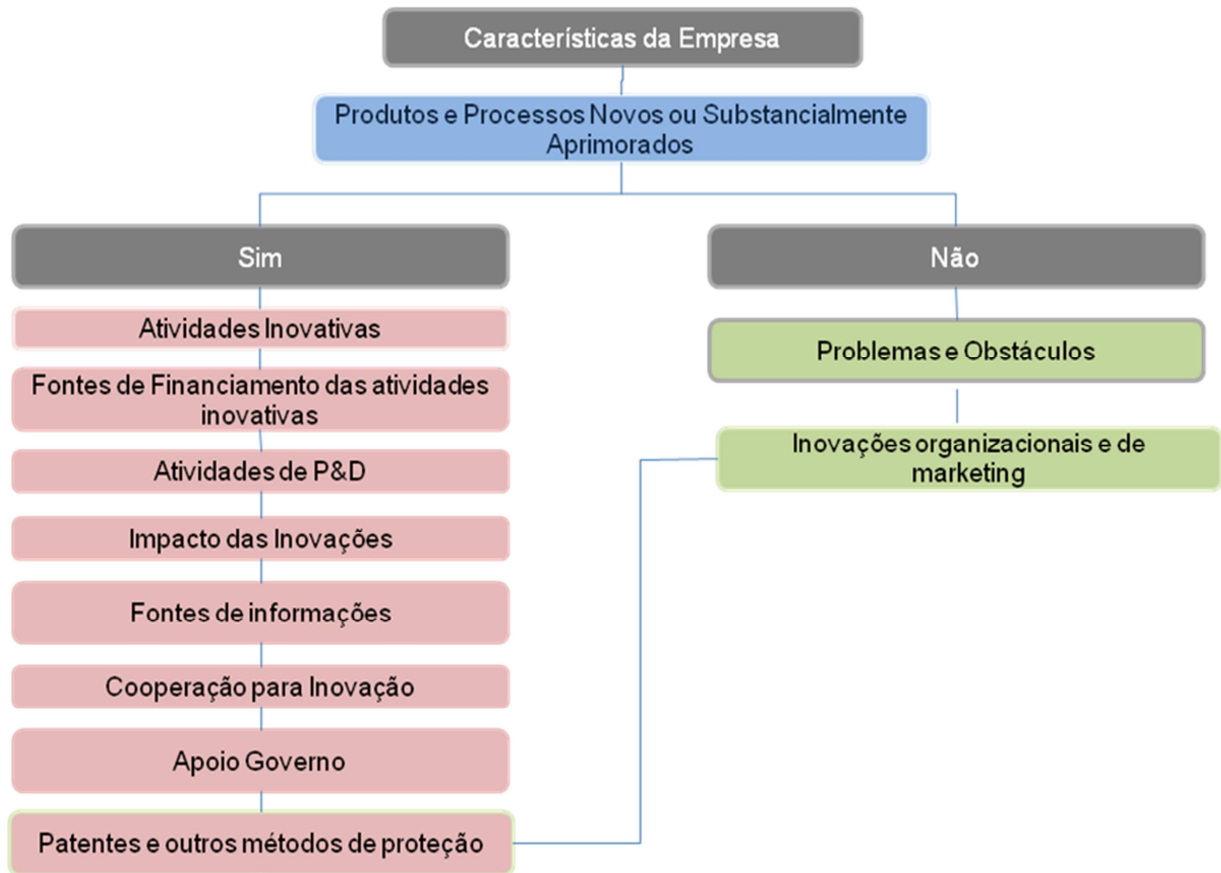 Características da Empresa
Produtos e Processos Novos ou Substancialmente
Aprimorados
Sim
Não
Atividades Inovativas
Fontes de Financiamento das atividades
inovativas
Atividades de P&D
Impacto das Inovações
Fontes de informações
Cooperação para Inovação
Apoio Governo
Patentes e outros métodos de proteção
Problemas e Obstáculos
Inovações organizacionais e de
marketing